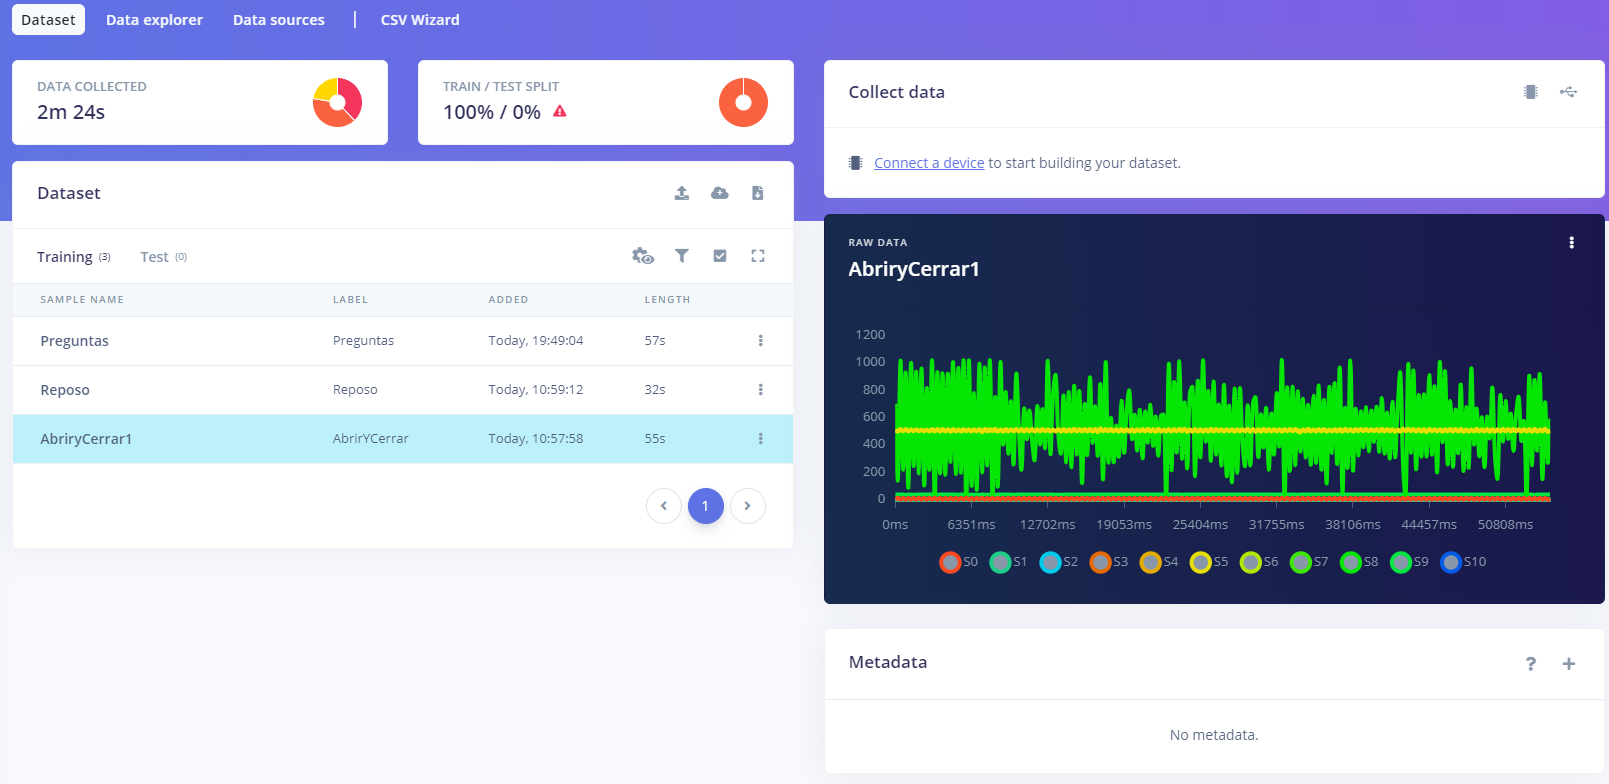 Dataset Data explorer Data sources | CSV Wizard
DATA COLLECTED
2m 24s
TRAIN / TEST SPLIT
100% / 0%
Dataset
Training (3) Test (0)
SAMPLE NAME LABEL ADDED LENGTH
Preguntas Preguntas Today, 19:49:04 57s
Reposo Reposo Today, 10:59:12 32s
AbriryCerrar1 AbrirYCerrar Today, 10:57:58 55s
1
Collect data
Connect a device to start building your dataset.
RAW DATA
AbriryCerrar1
1200
1000
800
600
400
200
0
0ms 6351ms 12702ms 19053ms 25404ms 31755ms 38106ms 44457ms 50808ms
S0 S1 S2 S3 S4 S5 S6 S7 S8 S9 S10
Metadata
No metadata.